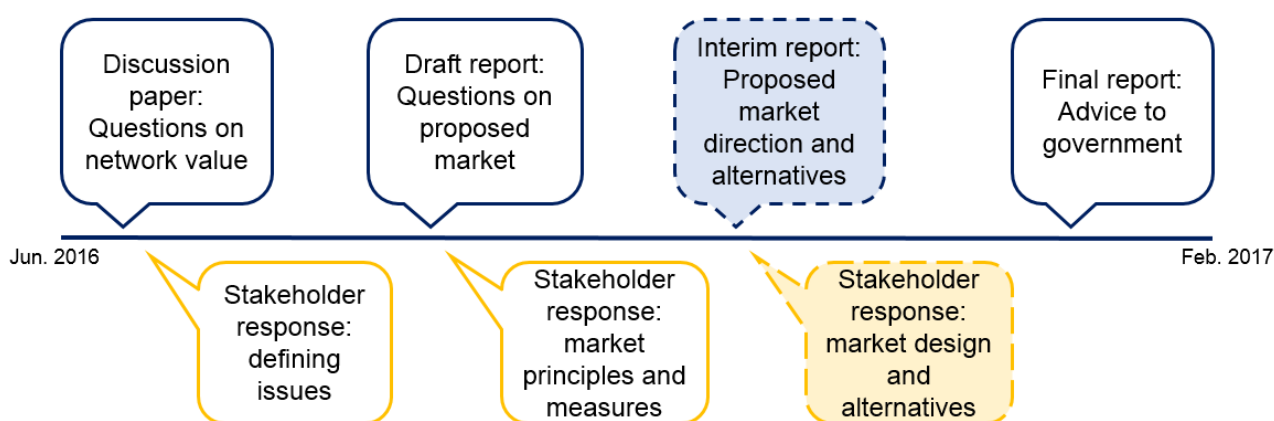 Discussion
paper:
Questions on
network value
Draft report:
Questions on
proposed
market
Interim report:
Proposed
market
direction and
alternatives
Final report:
Advice to
government
Jun. 2016
Feb. 2017
Stakeholder
response:
defining
issues
Stakeholder
response:
market
principles and
measures
Stakeholder
response:
market design
and
alternatives